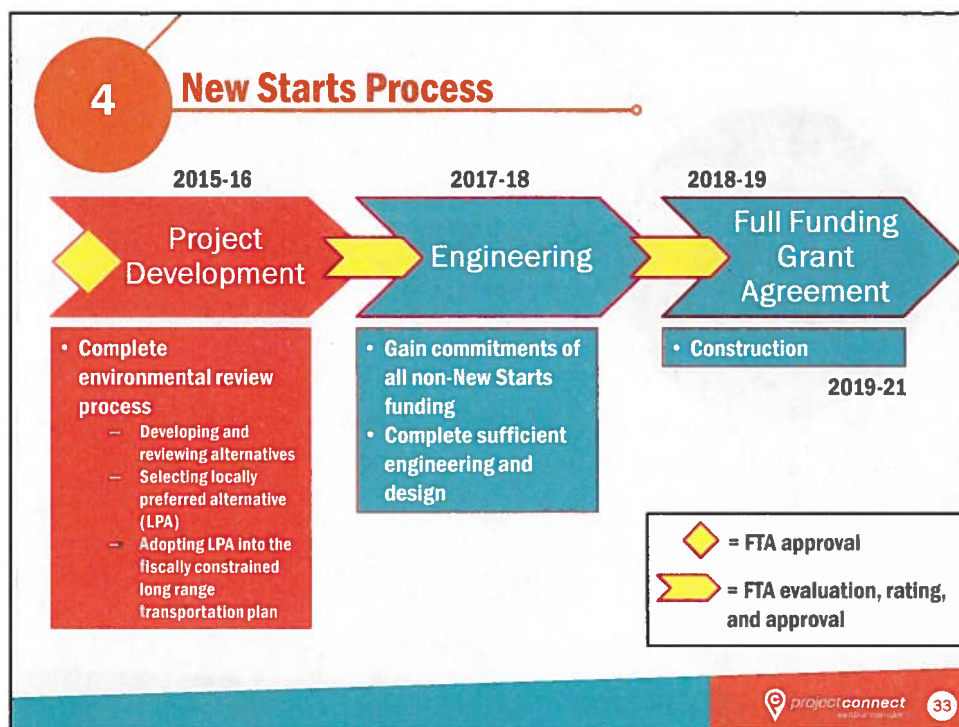 4
New Starts Process
2015-16
Project
Development
2017-18
Engineering
2018-19
Full Funding
Grant
Agreement
• Complete
environmental review
process
– Developing and
reviewing alternatives
– Selecting locally
preferred alternative
(LPA)
– Adopting LPA into the
fiscally constrained
long range
transportation plan
• Gain commitments of
all non-New Starts
funding
• Complete sufficient
engineering and
design
• Construction
2019-21
= FTA approval
= FTA evaluation, rating,
and approval
projectconnect
33